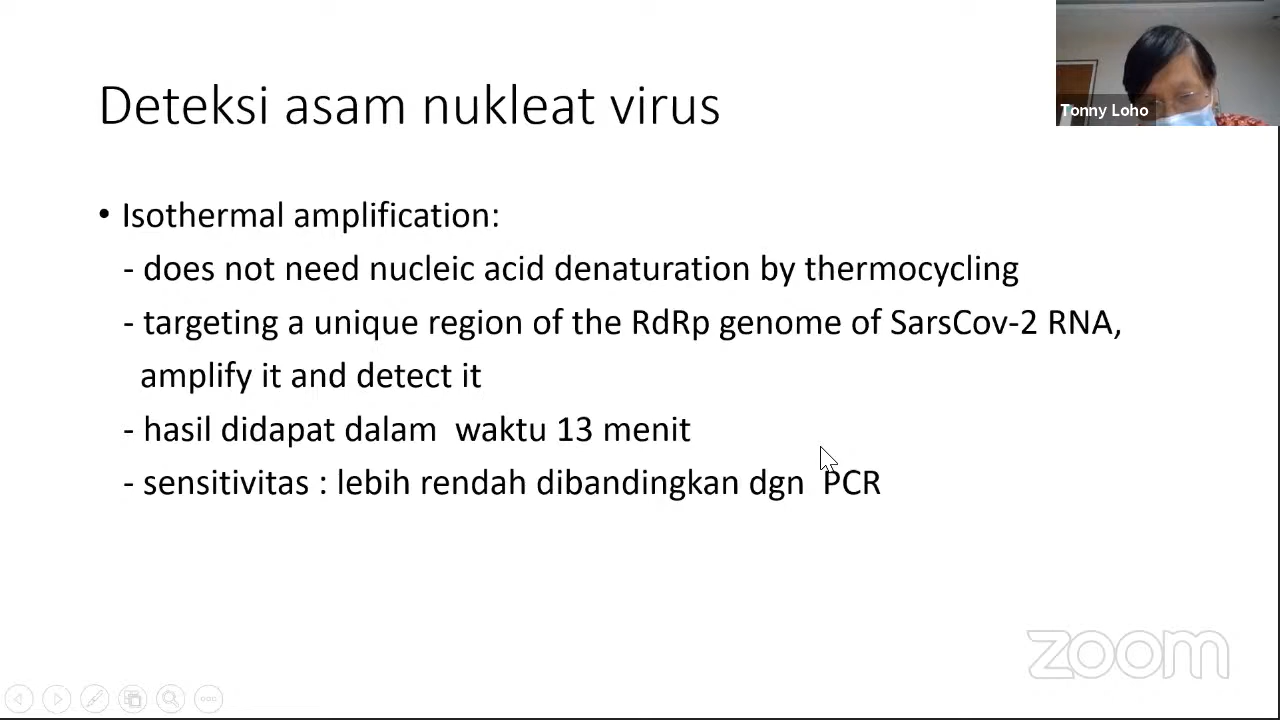 Deteksi asam nukleat virus
Tonny Loho
• Isothermal amplification:
- does not need nucleic acid denaturation by thermocycling
- targeting a unique region of the RdRp genome of SarsCov-2 RNA,
amplify it and detect it
- hasil didapat dalam  waktu 13 menit
- sensitivitas : lebih rendah dibandingkan dgn  PCR
zoom